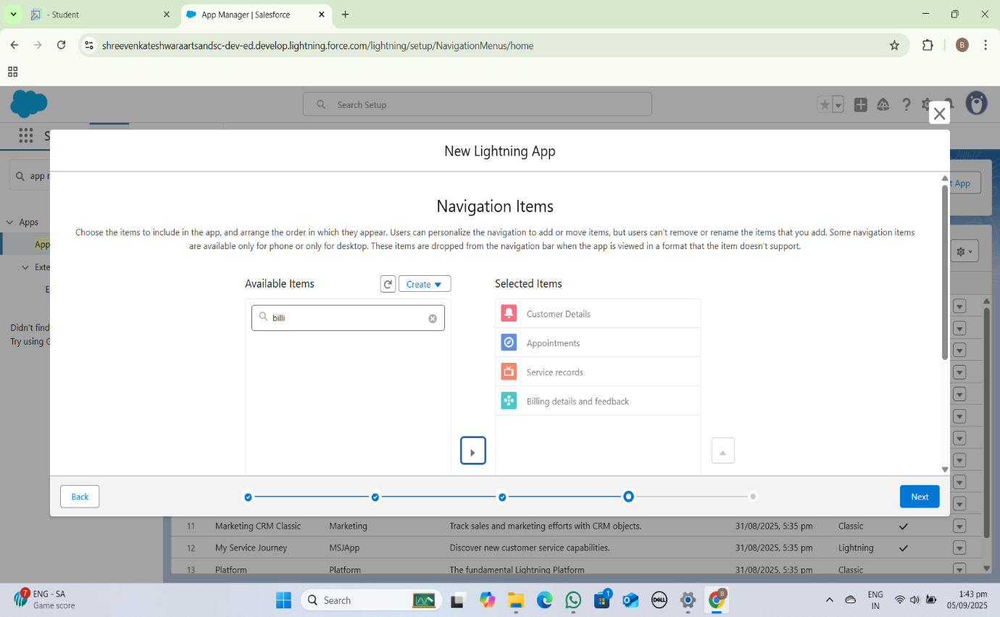 - Student
App Manager | Salesforce
shreevenkateshwaraartsandsc-dev-ed.develop.lightning.force.com/lightning/setup/NavigationMenus/home
B
Search Setup
S
New Lightning App
app
t App
Navigation Items
Apps
Choose the items to include in the app, and arrange the order in which they appear. Users can personalize the navigation to add or move items, but users can't remove or rename the items that you add. Some navigation items
are available only for phone or only for desktop. These items are dropped from the navigation bar when the app is viewed in a format that the item doesn't support.
App
Exte
E
Available Items
Create
Selected Items
billi
Customer Details
Appointments
Service records
Billing details and feedback
Didn't find
Try using G
Back
Next
11 Marketing CRM Classic Marketing Track sales and marketing efforts with CRM objects. 31/08/2025, 5:35 pm Classic
12 My Service Journey MSJApp Discover new customer service capabilities. 31/08/2025, 5:35 pm Lightning
13 Platform Platform The fundamental Lightning Platform 31/08/2025, 5:35 pm Classic
7
ENG - SA
Game score
Search
1
DELL
B
ENG
IN
1:43 pm
05/09/2025